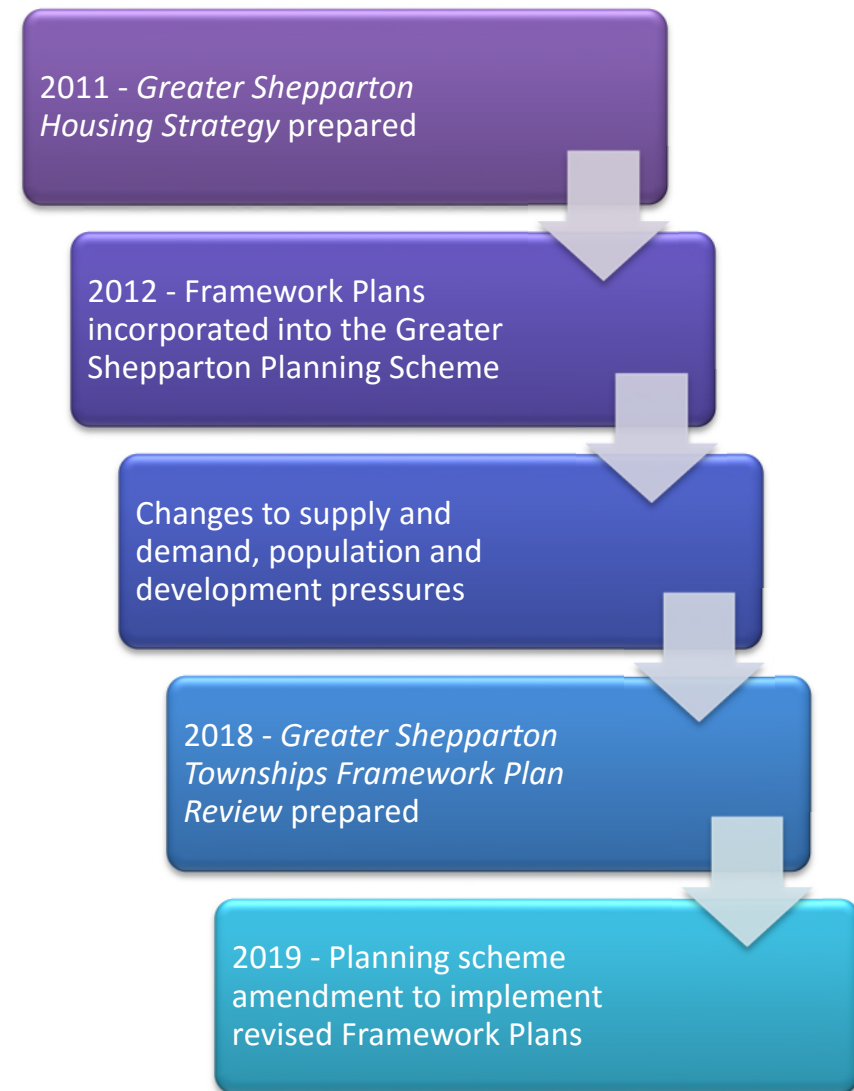 2011 - Greater Shepparton
Housing Strategy prepared
2012 - Framework Plans
incorporated into the Greater
Shepparton Planning Scheme
Changes to supply and
demand, population and
development pressures
2018 - Greater Shepparton
Townships Framework Plan
Review prepared
2019 - Planning scheme
amendment to implement
revised Framework Plans